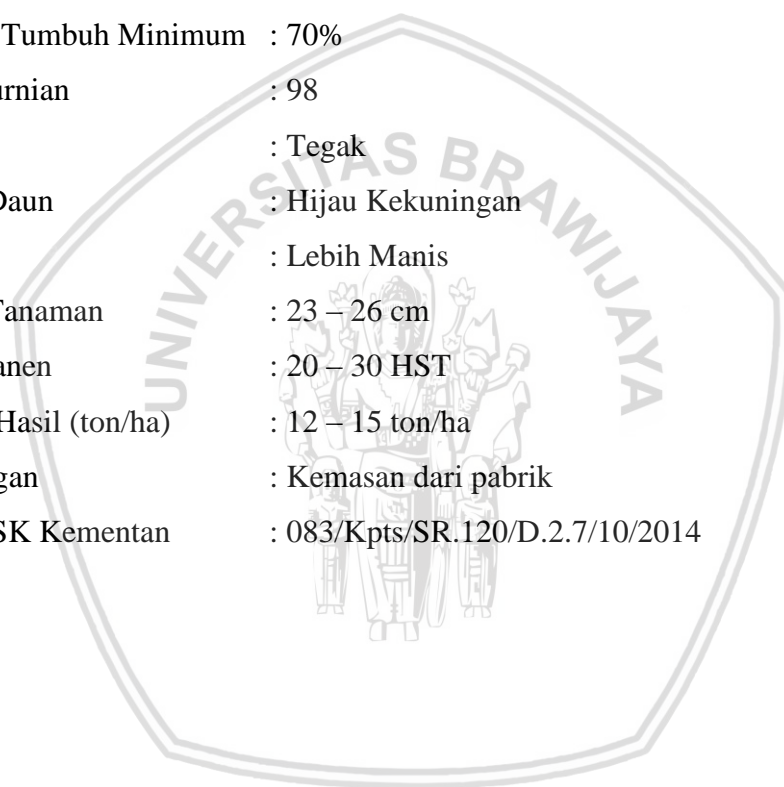 Tumbuh Minimum : 70%
urnian : 98
: Tegak
Daun : Hijau Kekuningan
: Lebih Manis
Tanaman : 23 – 26 cm
anen : 20 – 30 HST
Hasil (ton/ha) : 12 – 15 ton/ha
gan : Kemasan dari pabrik
SK Kementan : 083/Kpts/SR.120/D.2.7/10/2014
UNIVERSITAS BRAWIJAYA